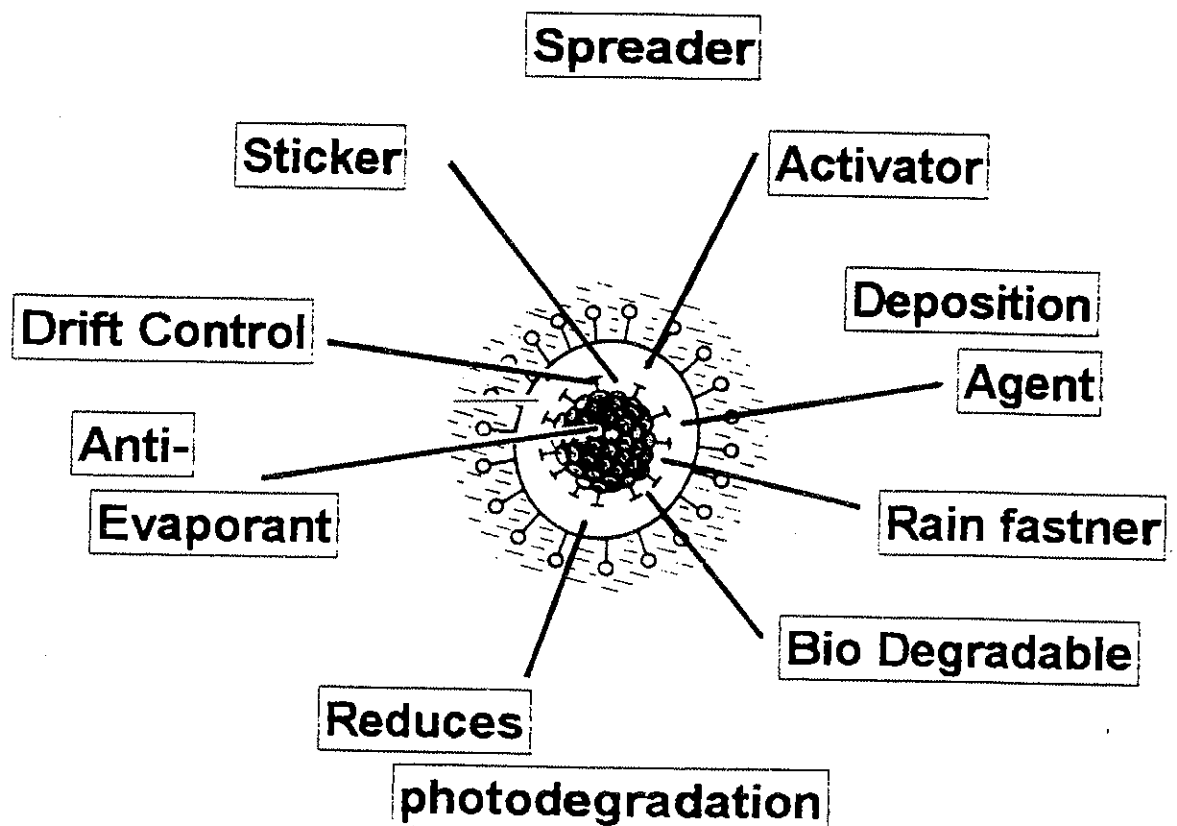 Spreader
Sticker
Activator
Drift Control
Deposition
Agent
Anti-
Evaporant
Rain fastner
Bio Degradable
Reduces
photodegradation